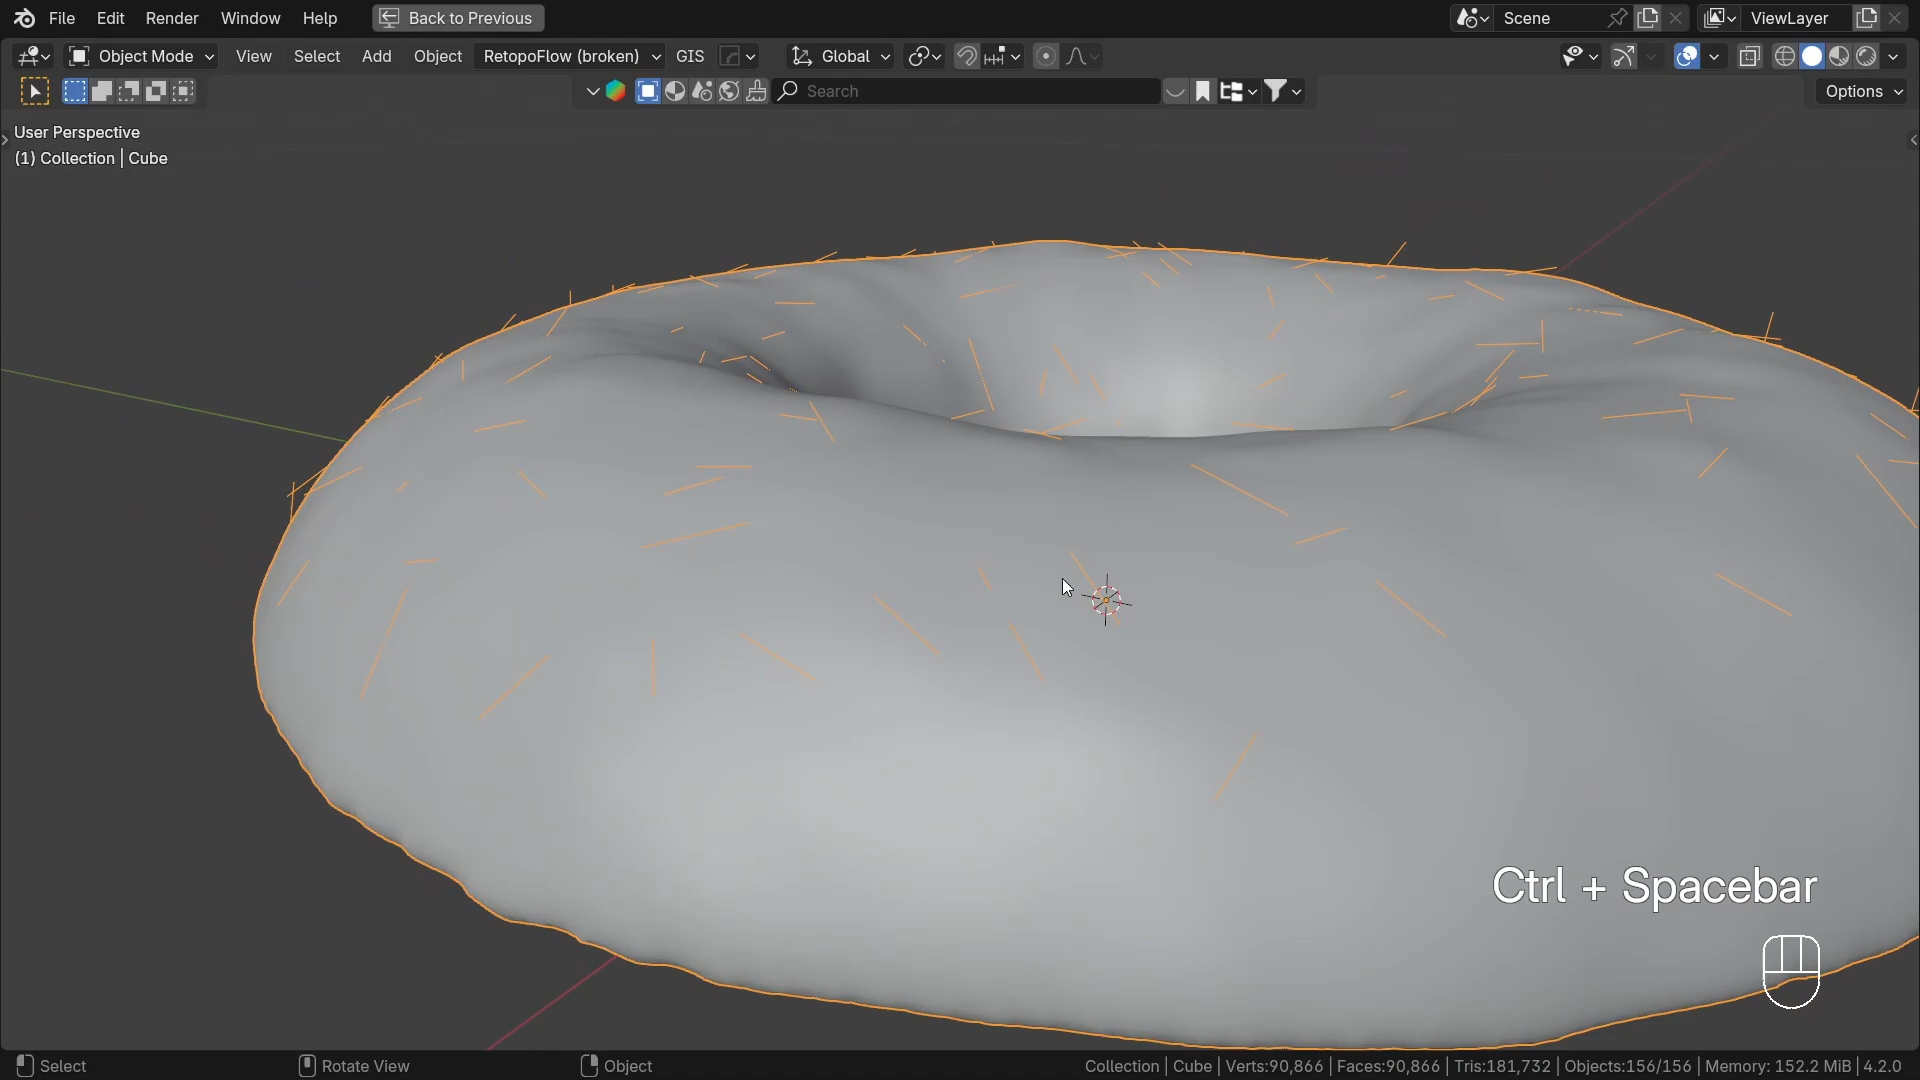 File Edit Render Window Help Back to Previous Scene ViewLayer
Object Mode View Select Add Object RetopoFlow (broken) GIS Global
Search Options
User Perspective
(1) Collection | Cube
Ctrl + Spacebar
Select Rotate View Object Collection | Cube | Verts:90,866 | Faces:90,866 | Tris:181,732 | Objects:156/156 | Memory: 152.2 MiB | 4.2.0